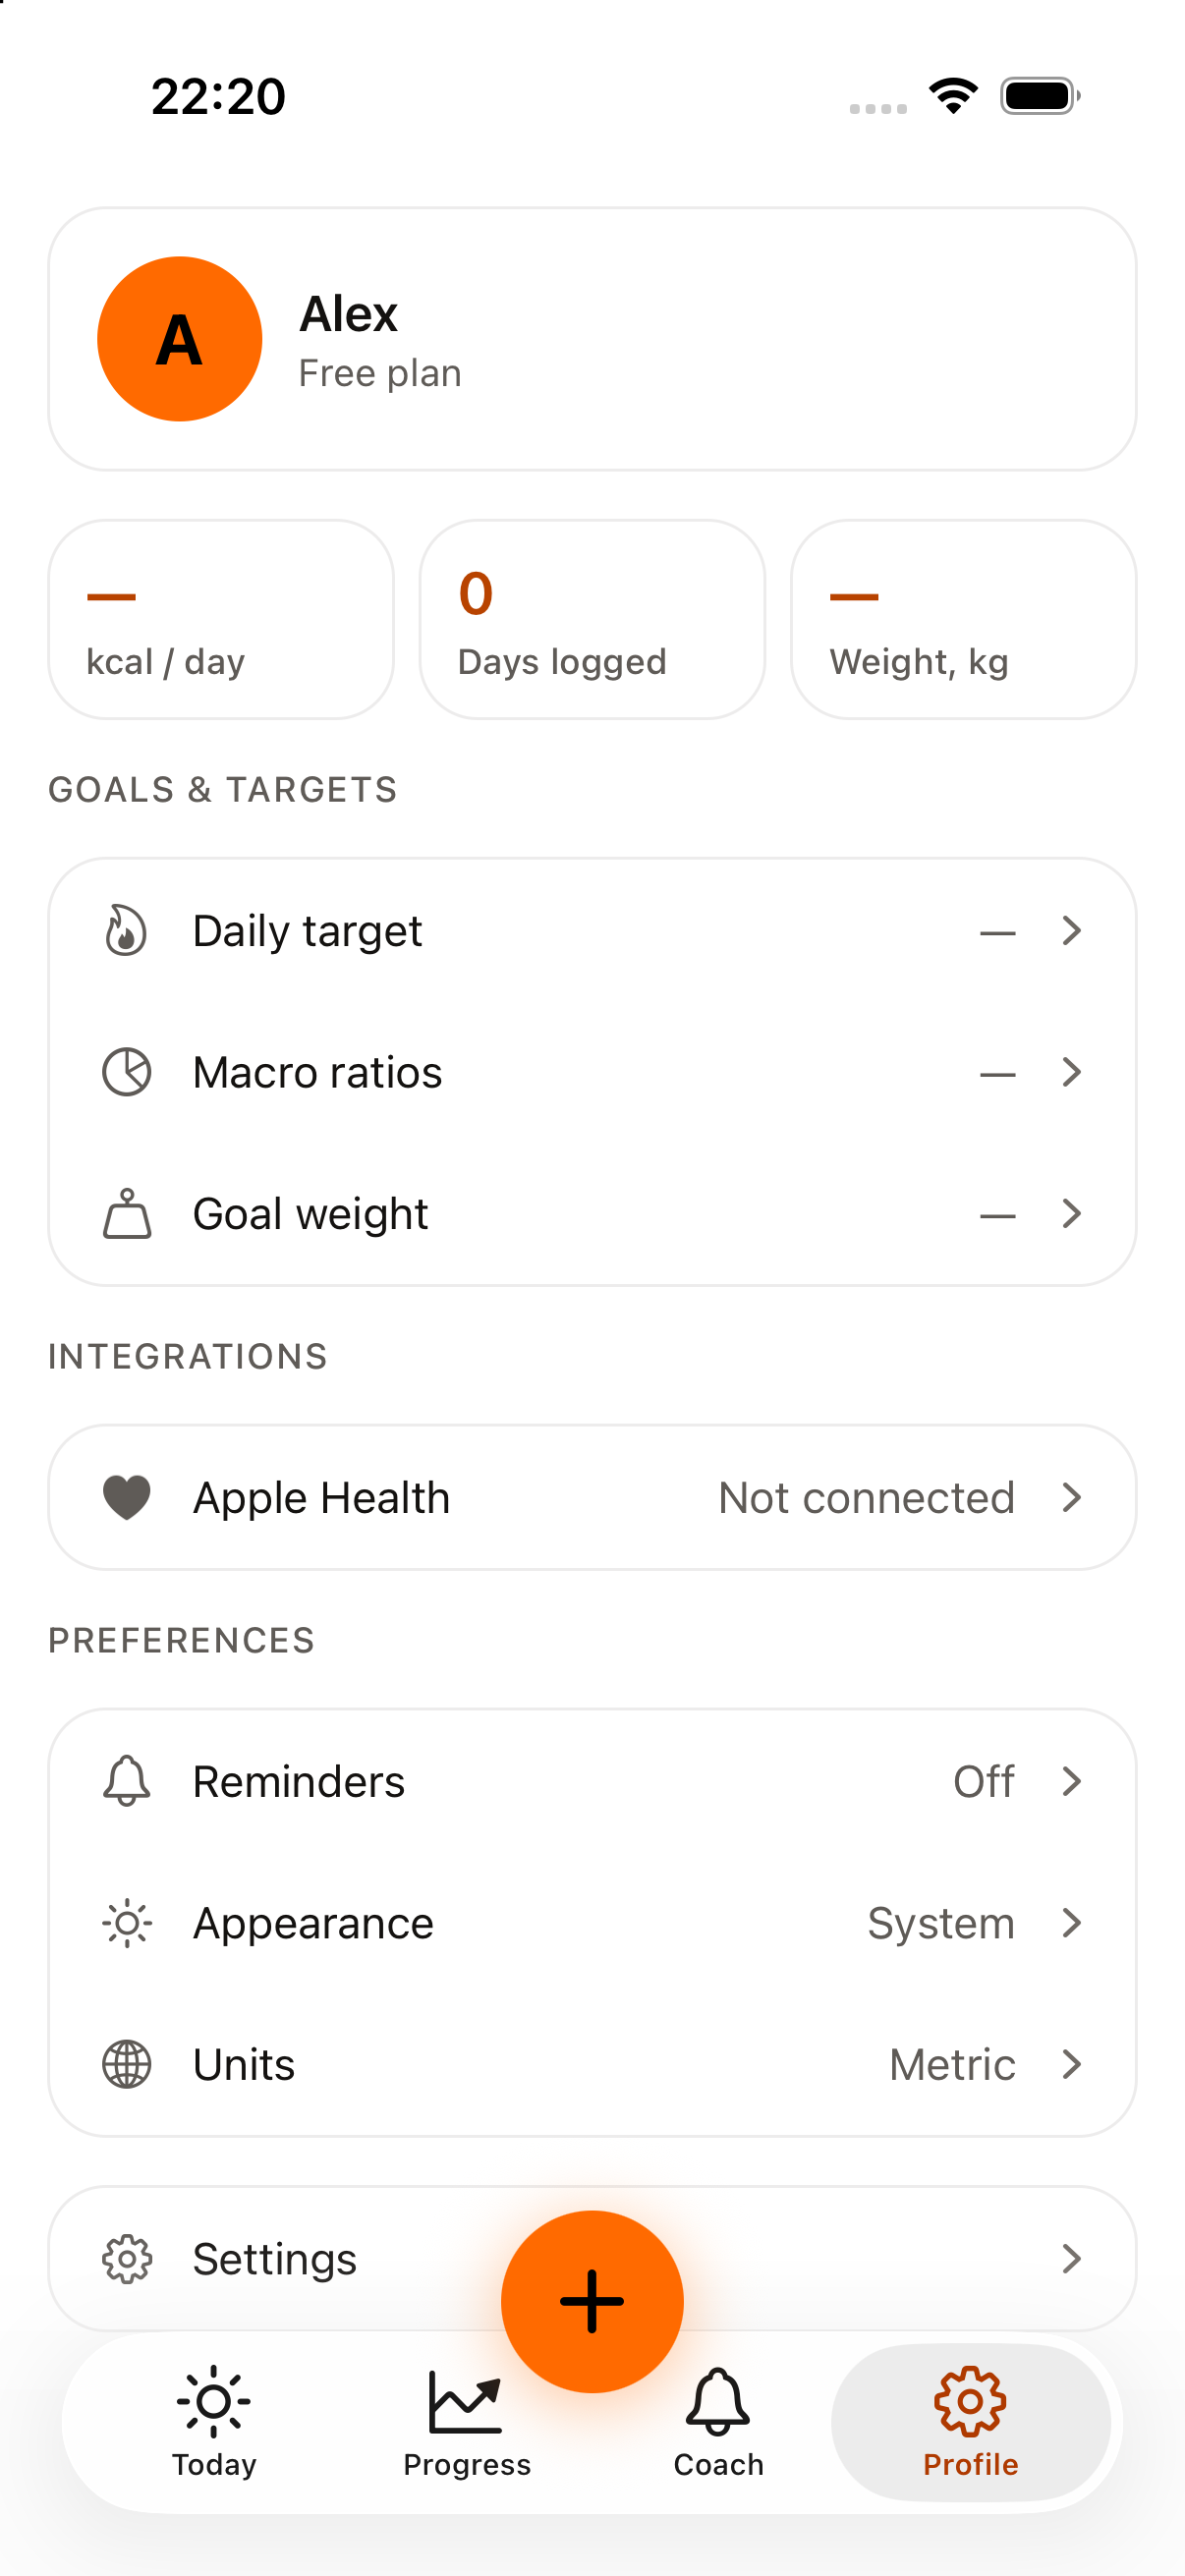 22:20
A
Alex
Free plan
—
kcal / day
0
Days logged
—
Weight, kg
GOALS & TARGETS
Daily target —
Macro ratios —
Goal weight —
INTEGRATIONS
Apple Health Not connected
PREFERENCES
Reminders Off
Appearance System
Units Metric
Settings
Today Progress Coach Profile